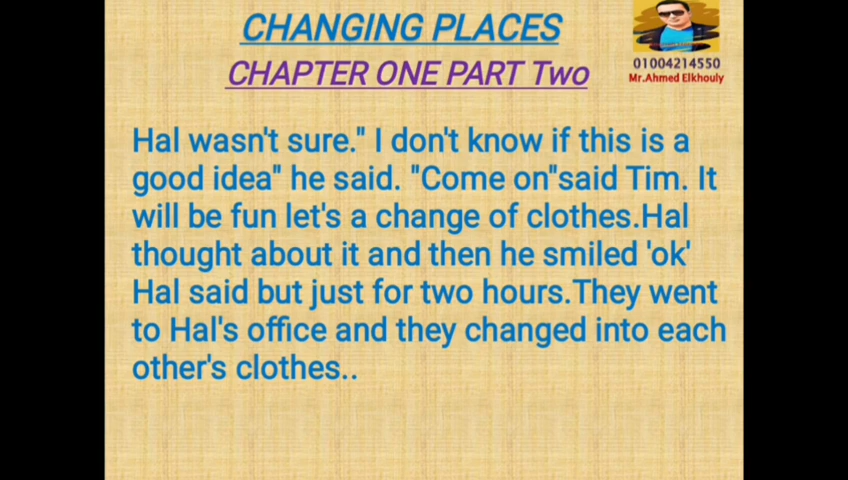 CHANGING PLACES
CHAPTER ONE PART Two
01004214550
Mr.Ahmed Elkhouly
Hal wasn't sure." I don't know if this is a
good idea" he said. "Come on"said Tim. It
will be fun let's a change of clothes.Hal
thought about it and then he smiled 'ok'
Hal said but just for two hours.They went
to Hal's office and they changed into each
other's clothes..